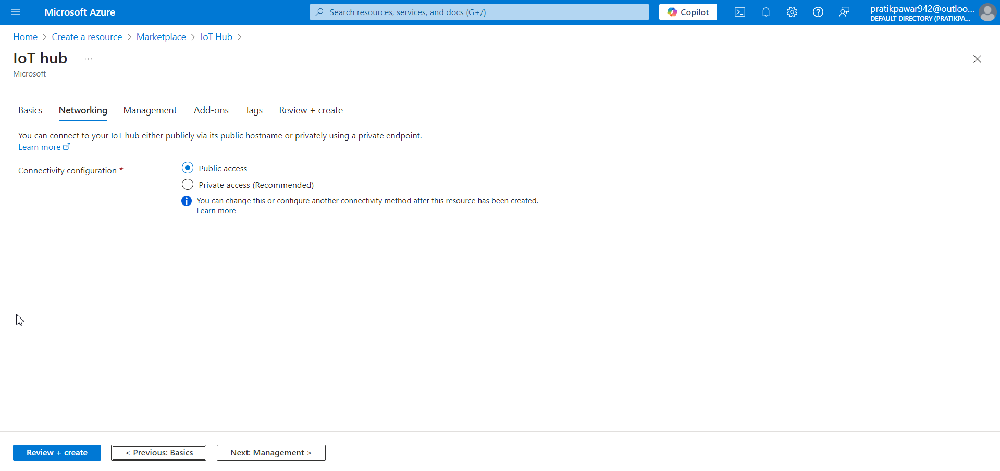 Microsoft Azure
Search resources, services, and docs (G+/)
Copilot
pratikpawar942@outloo...
DEFAULT DIRECTORY (PRATIKPA...
Home > Create a resource > Marketplace > IoT Hub >
IoT hub ...
Microsoft
Basics Networking Management Add-ons Tags Review + create
You can connect to your IoT hub either publicly via its public hostname or privately using a private endpoint.
Learn more
Connectivity configuration *
Public access
Private access (Recommended)
You can change this or configure another connectivity method after this resource has been created.
Learn more
Review + create
< Previous: Basics
Next: Management >